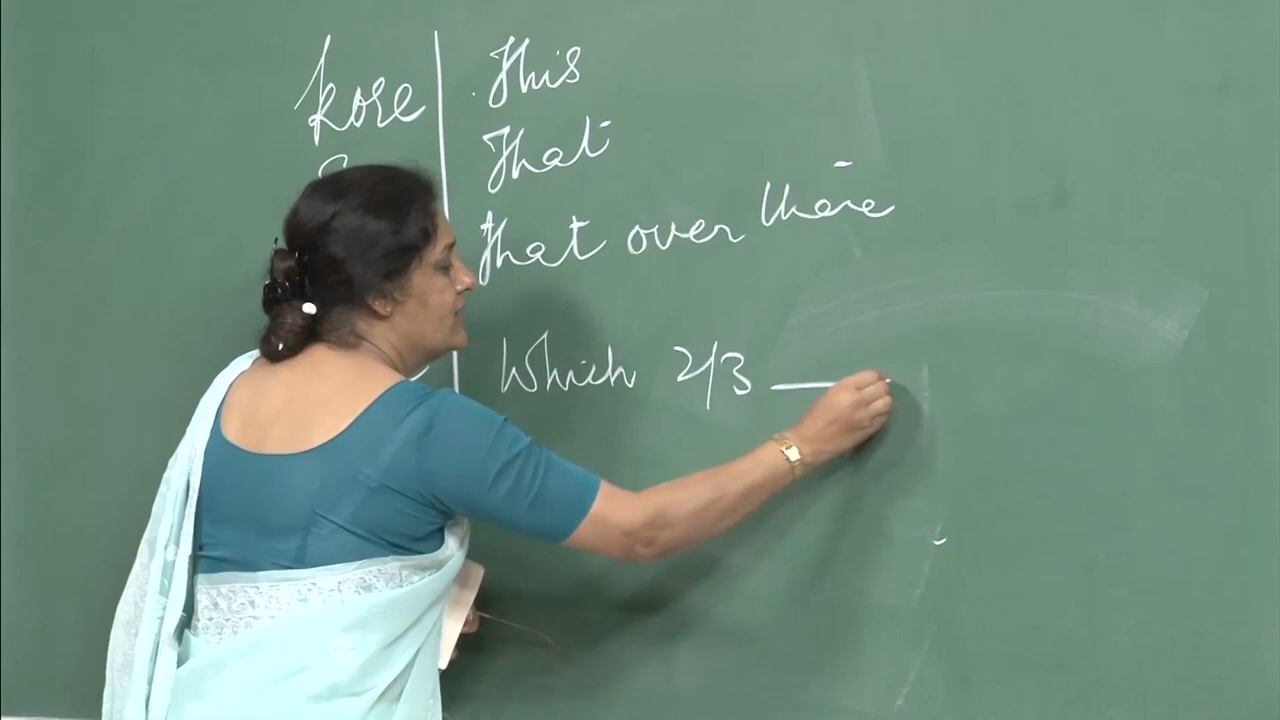 kore This
That
that over there
Which 2/3